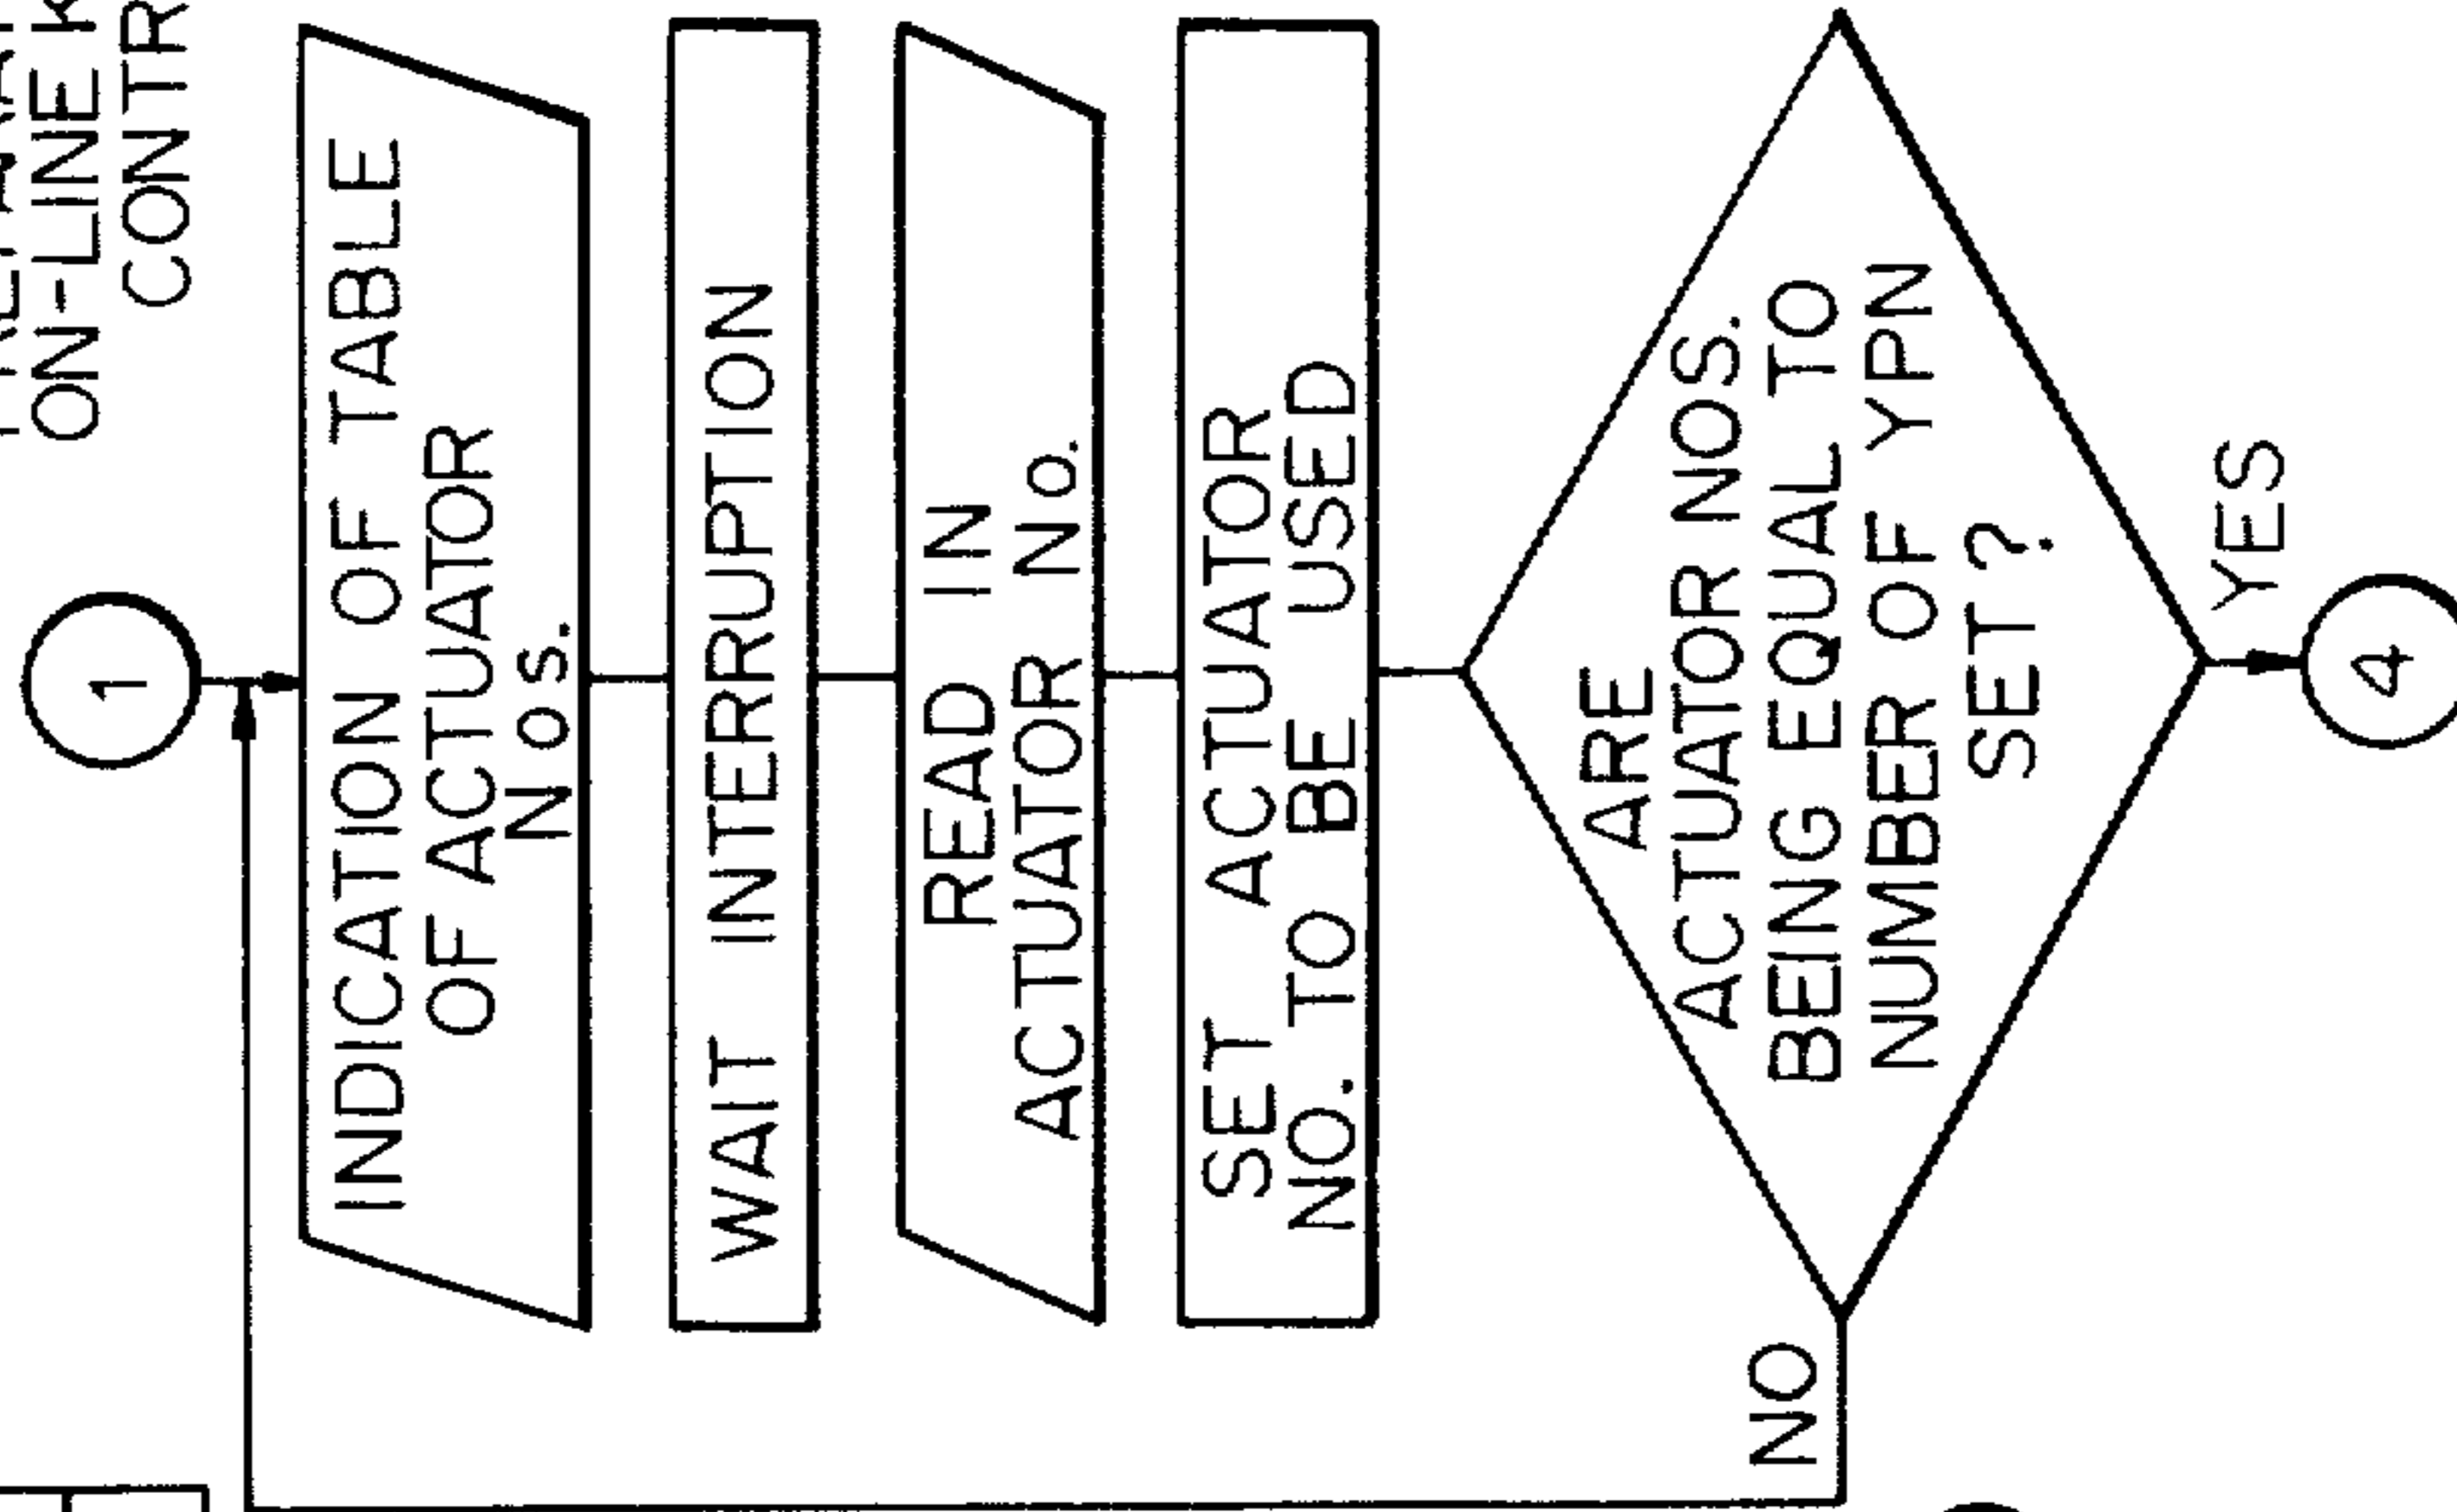 ON-LINE
CONTR
1
INDICATION OF TABLE
OF ACTUATOR
Nos.
WAIT INTERRUPTION
READ IN
ACTUATOR No.
SET ACTUATOR
NO. TO BE USED
ARE
ACTUATOR NOS.
BEING EQUAL TO
NUMBER OF YPN
SET?
NO
YES
4